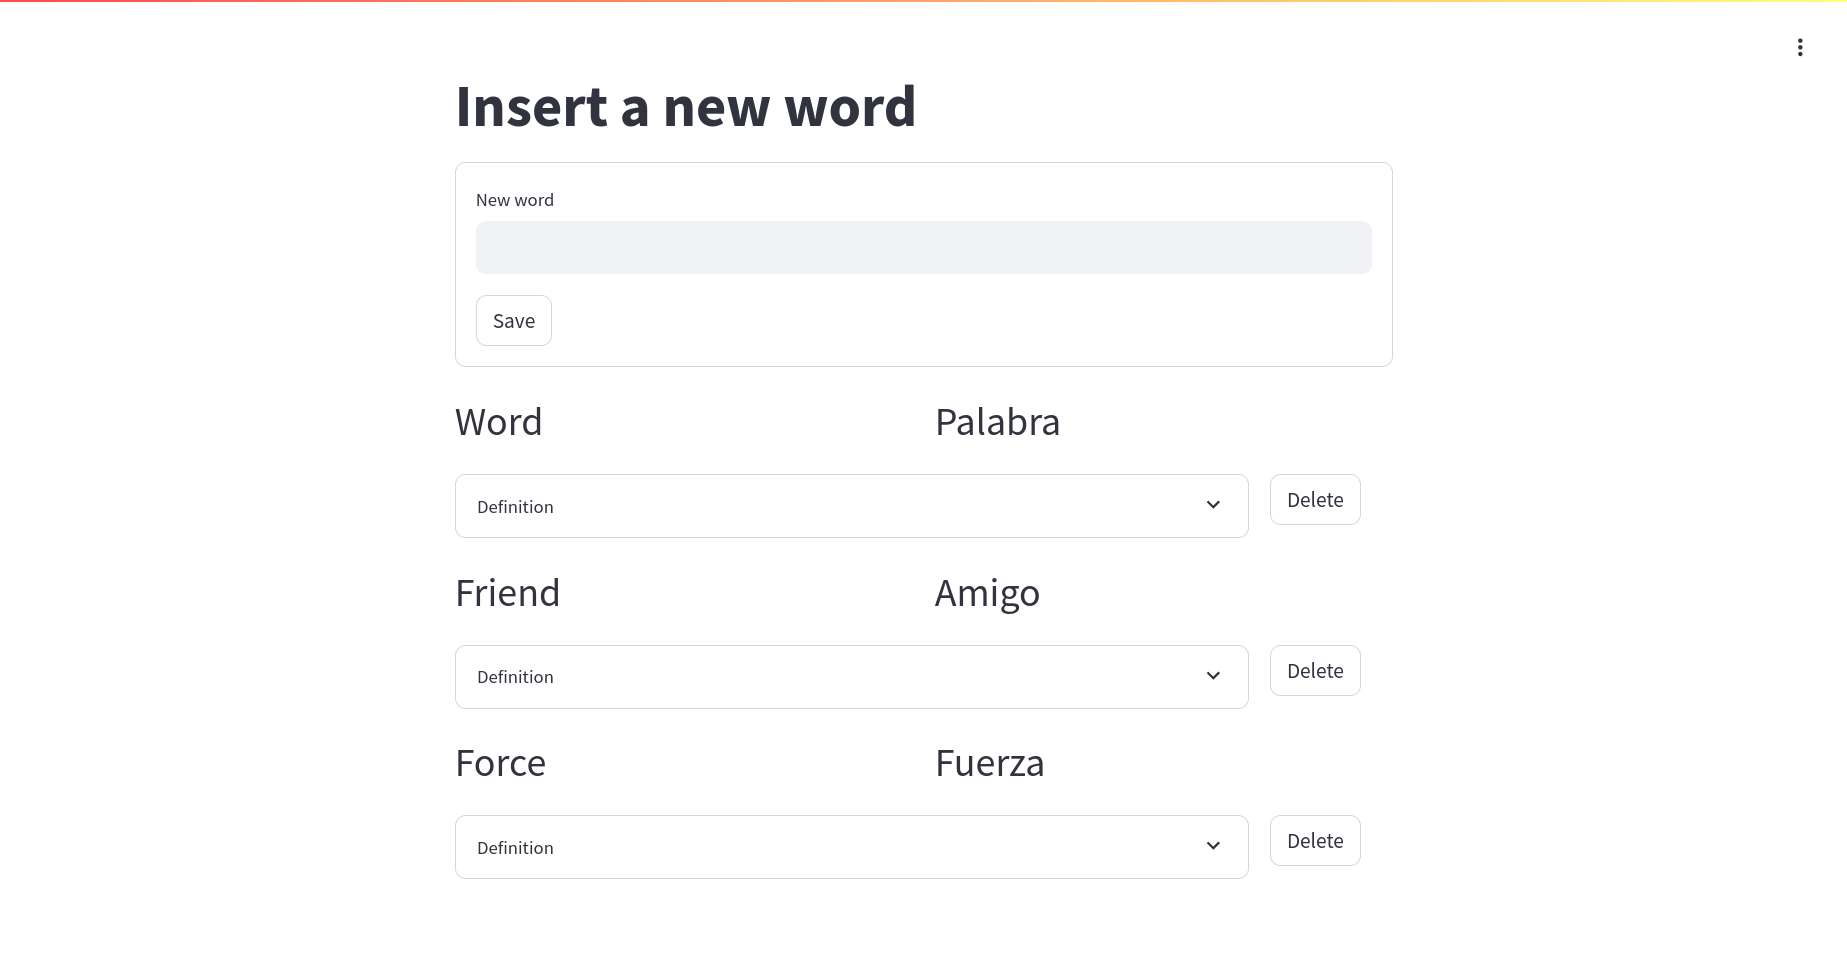 Insert a new word
New word
Save
Word Palabra
Definition Delete
Friend Amigo
Definition Delete
Force Fuerza
Definition Delete